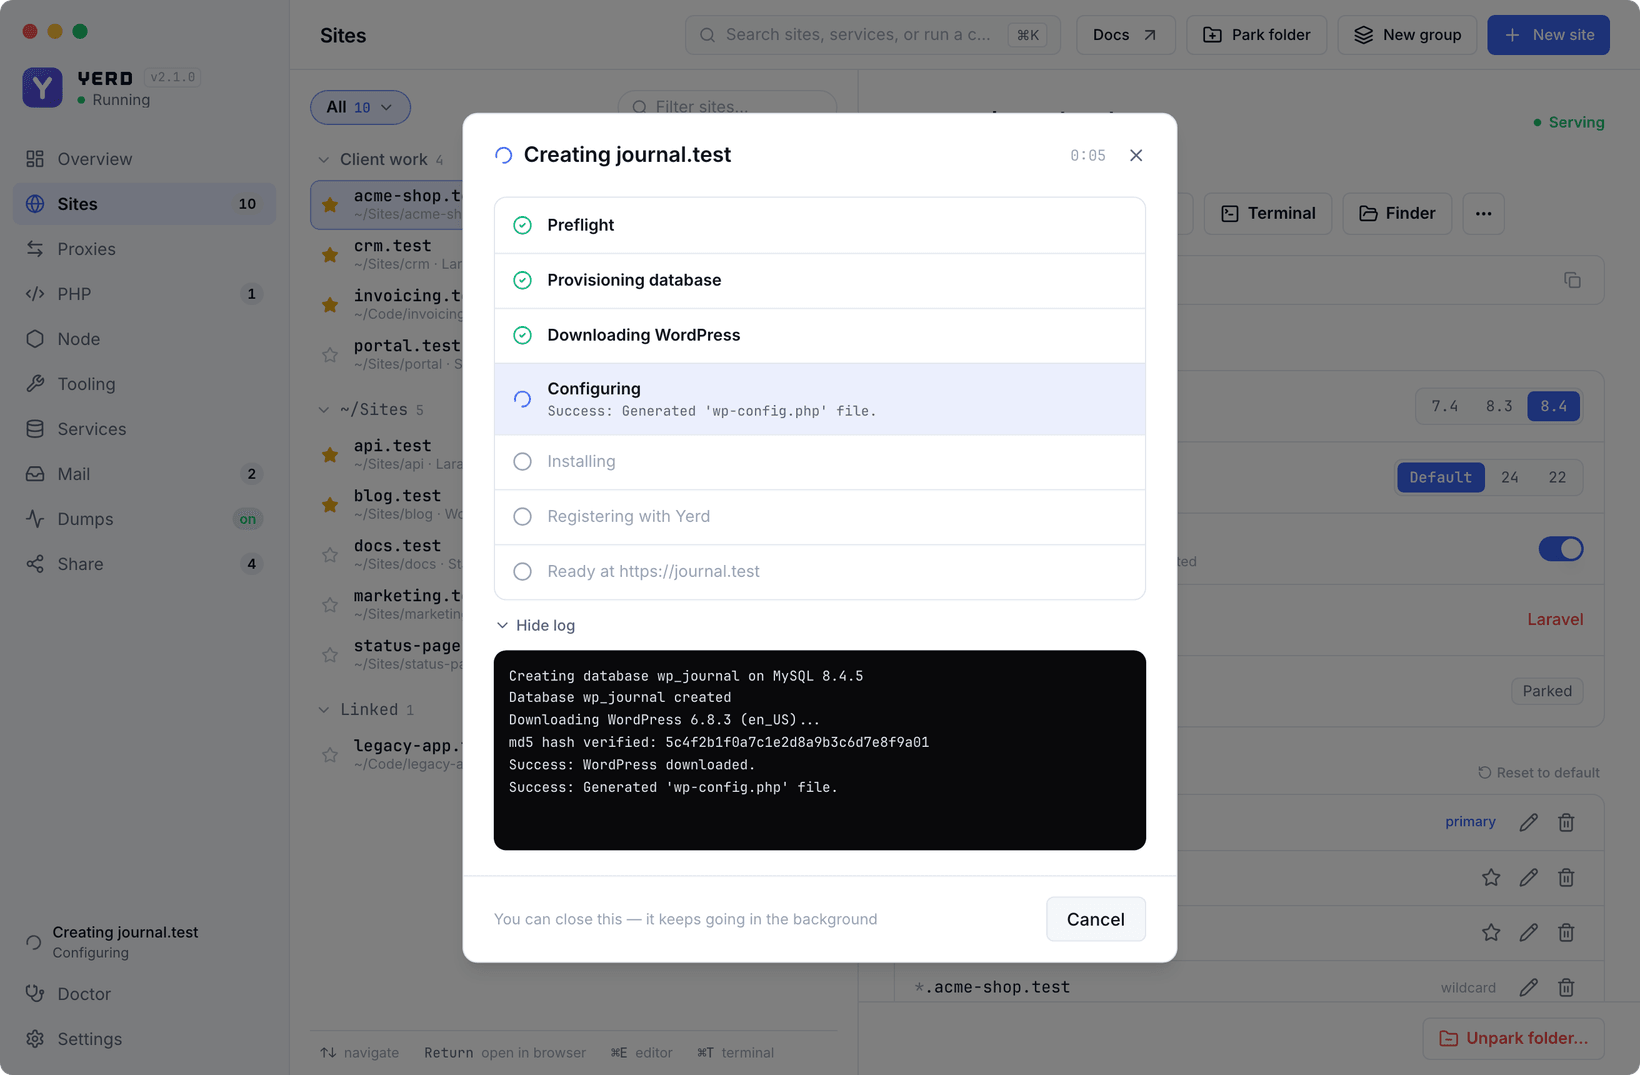 Sites
Search sites, services, or run a c...
⌘K
Docs
Park folder
New group
New site
YERD
v2.1.0
Running
Overview
Sites
10
Proxies
PHP
1
Node
Tooling
Services
Mail
2
Dumps
on
Share
4
Creating journal.test
Configuring
Doctor
Settings
All 10
Filter sites...
Client work 4
acme-shop.t
~/Sites/acme-sh
crm.test
~/Sites/crm · Lar
invoicing.t
~/Code/invoicing
portal.test
~/Sites/portal · S
~/Sites 5
api.test
~/Sites/api · Lara
blog.test
~/Sites/blog · Wo
docs.test
~/Sites/docs · Sta
marketing.t
~/Sites/marketin
status-page
~/Sites/status-pa
Linked 1
legacy-app.
~/Code/legacy-a
navigate
Return open in browser
⌘E editor
⌘T terminal
Creating journal.test
0:05
Preflight
Provisioning database
Downloading WordPress
Configuring
Success: Generated 'wp-config.php' file.
Installing
Registering with Yerd
Ready at https://journal.test
Hide log
Creating database wp_journal on MySQL 8.4.5
Database wp_journal created
Downloading WordPress 6.8.3 (en_US)...
md5 hash verified: 5c4f2b1f0a7c1e2d8a9b3c6d7e8f9a01
Success: WordPress downloaded.
Success: Generated 'wp-config.php' file.
You can close this — it keeps going in the background
Cancel
Serving
Terminal
Finder
7.4 8.3 8.4
Default 24 22
ted
Laravel
Parked
Reset to default
primary
*.acme-shop.test
wildcard
Unpark folder...